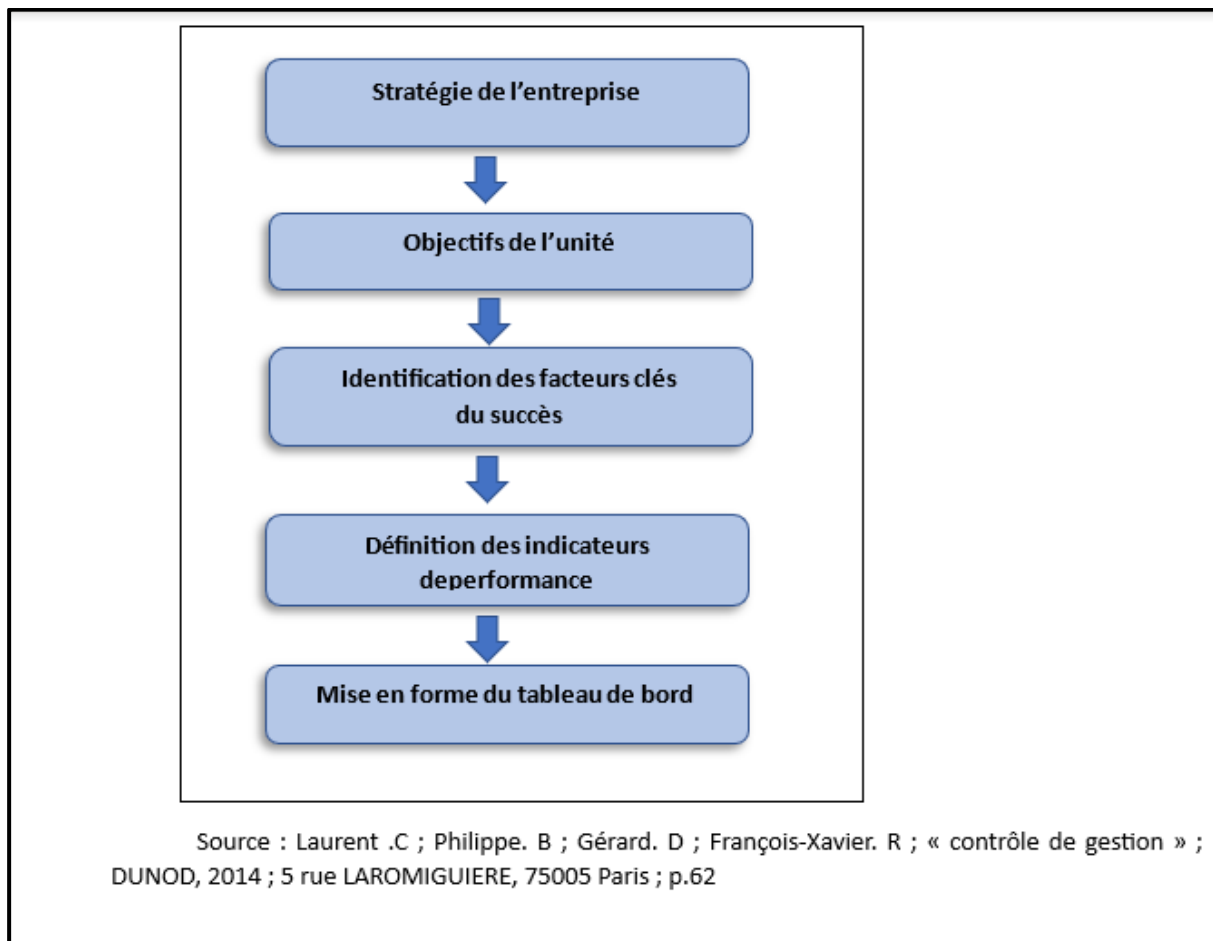 Stratégie de l’entreprise
Objectifs de l’unité
Identification des facteurs clés
du succès
Définition des indicateurs
deperformance
Mise en forme du tableau de bord
Source : Laurent .C ; Philippe. B ; Gérard. D ; François-Xavier. R ; « contrôle de gestion » ;
DUNOD, 2014 ; 5 rue LAROMIGUIERE, 75005 Paris ; p.62